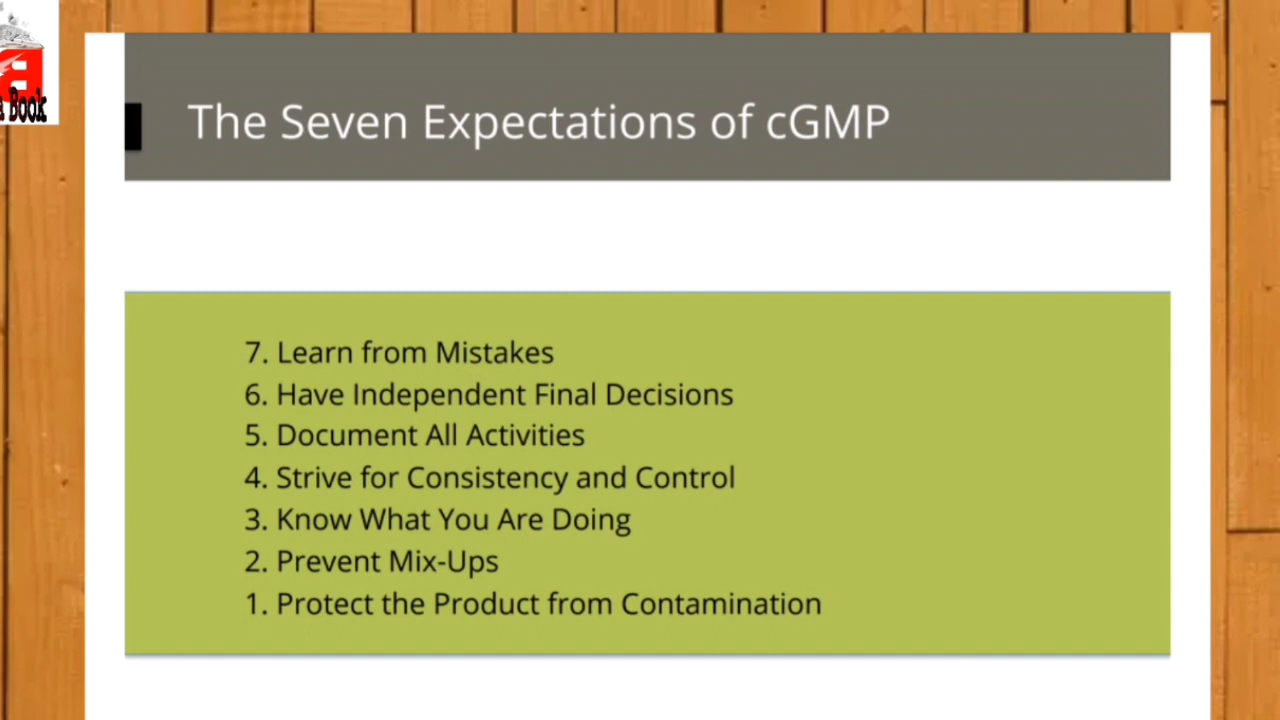 Book
The Seven Expectations of cGMP
7. Learn from Mistakes
6. Have Independent Final Decisions
5. Document All Activities
4. Strive for Consistency and Control
3. Know What You Are Doing
2. Prevent Mix-Ups
1. Protect the Product from Contamination